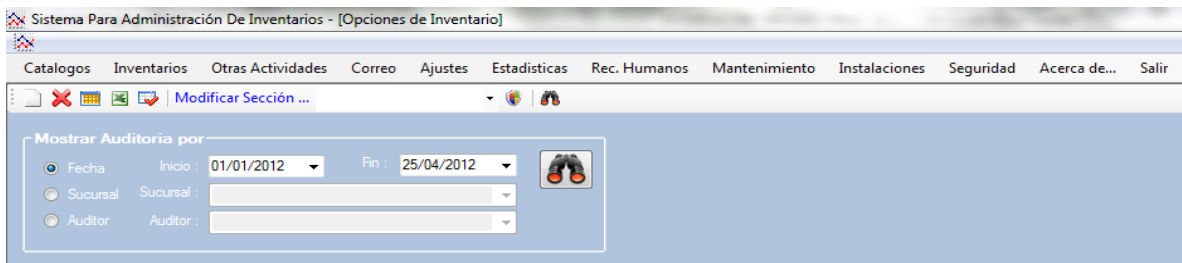 Sistema Para Administración De Inventarios - [Opciones de Inventario]
Catalogos Inventarios Otras Actividades Correo Ajustes Estadisticas Rec. Humanos Mantenimiento Instalaciones Seguridad Acerca de... Salir
Modificar Sección ...
Mostrar Auditoria por
Fecha Inicio : 01/01/2012 Fin : 25/04/2012
Sucursal Sucursal :
Auditor Auditor :